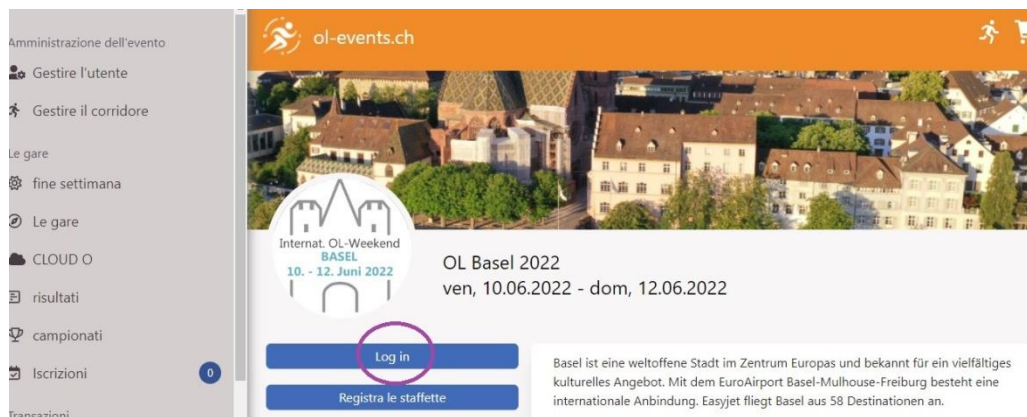 Amministrazione dell'evento
Gestire l'utente
Gestire il corridore
Le gare
fine settimana
Le gare
CLOUD O
risultati
campionati
Iscrizioni 0
Transazioni
ol-events.ch
Internat. OL-Weekend
BASEL
10. - 12. Juni 2022
OL Basel 2022
ven, 10.06.2022 - dom, 12.06.2022
Log in
Registra le staffette
Basel ist eine weltoffene Stadt im Zentrum Europas und bekannt für ein vielfältiges
kulturelles Angebot. Mit dem EuroAirport Basel-Mulhouse-Freiburg besteht eine
internationale Anbindung. Easyjet fliegt Basel aus 58 Destinationen an.